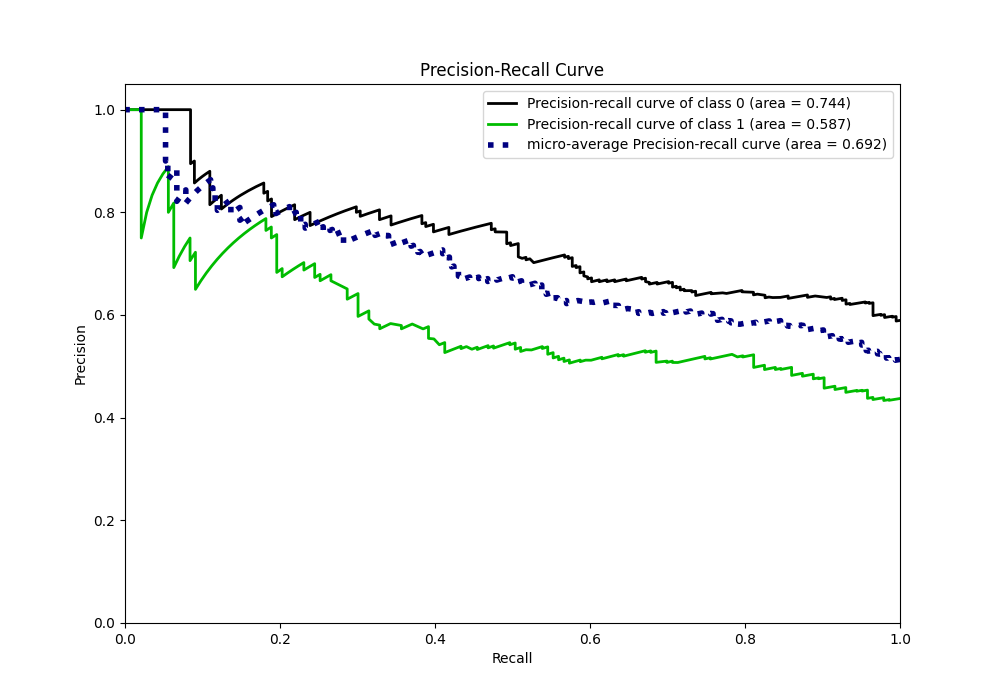 Precision-Recall Curve
Precision-recall curve of class 0 (area = 0.744)
Precision-recall curve of class 1 (area = 0.587)
micro-average Precision-recall curve (area = 0.692)
1.0
0.8
0.6
0.4
0.2
0.0
Precision
0.0 0.2 0.4 0.6 0.8 1.0
Recall